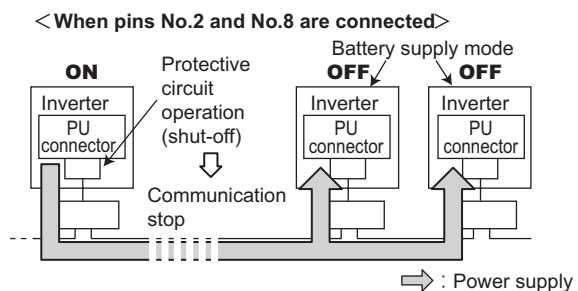 ＜When pins No.2 and No.8 are connected＞
Battery supply mode
ON
Protective
circuit
operation
(shut-off)
OFF
OFF
Inverter
PU
connector
Inverter
PU
connector
Inverter
PU
connector
Communication
stop
: Power supply